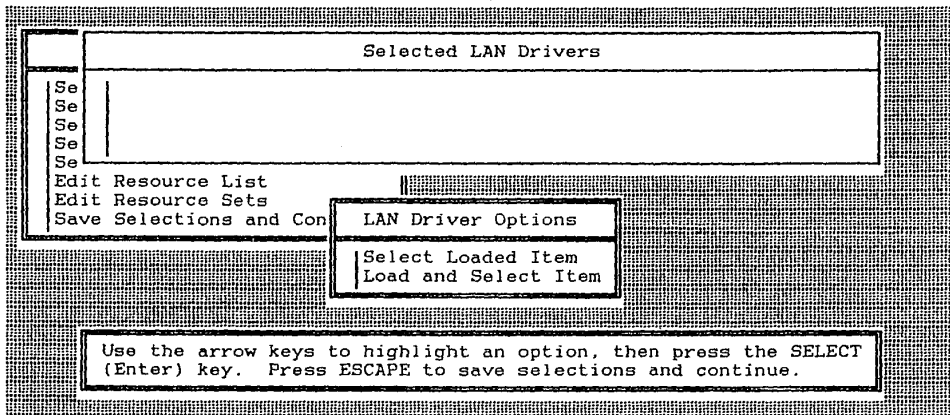 Selected LAN Drivers
Se
Se
Se
Se
Se
Edit Resource List
Edit Resource Sets
Save Selections and Con
LAN Driver Options
Select Loaded Item
Load and Select Item
Use the arrow keys to highlight an option, then press the SELECT
(Enter) key. Press ESCAPE to save selections and continue.